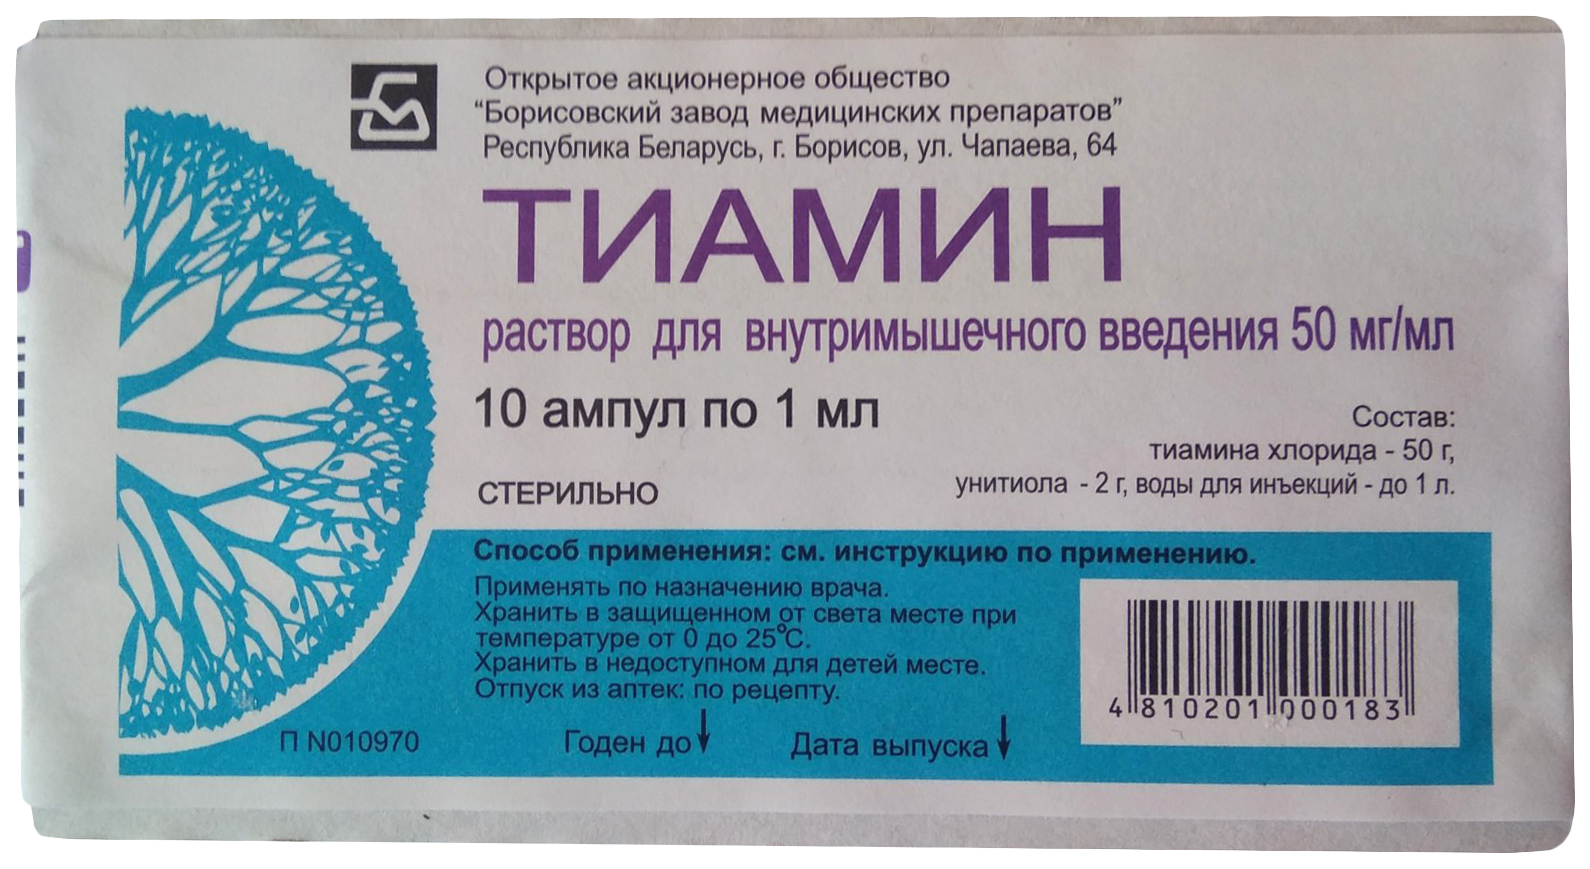 Открытое акционерное общество
“Борисовский завод медицинских препаратов”
Республика Беларусь, г. Борисов, ул. Чапаева, 64
ТИАМИН
раствор для внутримышечного введения 50 мг/мл
10 ампул по 1 мл
Состав:
тиамина хлорида - 50 г,
унитиола - 2 г, воды для инъекций - до 1 л.
СТЕРИЛЬНО
Способ применения: см. инструкцию по применению.
Применять по назначению врача.
Хранить в защищенном от света месте при
температуре от 0 до 25°С.
Хранить в недоступном для детей месте.
Отпуск из аптек: по рецепту.
П N010970
Годен до
Дата выпуска
4 810201 000183